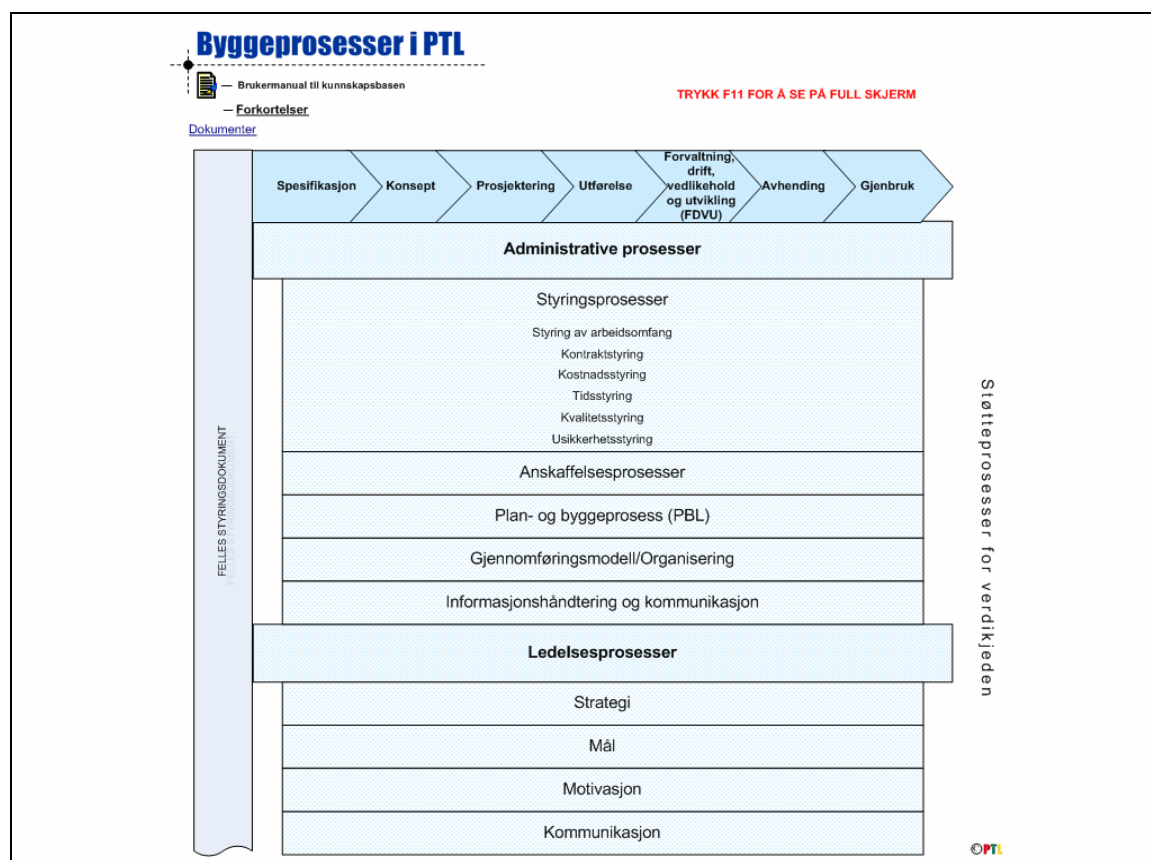 Byggeprosesser i PTL
— Brukermanual til kunnskapsbasen
TRYKK F11 FOR Å SE PÅ FULL SKJERM
— Forkortelser
Dokumenter
Spesifikasjon
Konsept
Prosjektering
Utførelse
Forvaltning,
drift,
vedlikehold
og utvikling
(FDVU)
Avhending
Gjenbruk
Administrative prosesser
Styringsprosesser
Styring av arbeidsomfang
Kontraktstyring
Kostnadsstyring
Tidsstyring
Kvalitetsstyring
Usikkerhetsstyring
Anskaffelsesprosesser
Plan- og byggeprosess (PBL)
Gjennomføringsmodell/Organisering
Informasjonshåndtering og kommunikasjon
Ledelsesprosesser
Strategi
Mål
Motivasjon
Kommunikasjon
FELLES STYRINGSDOKUMENT
Støtteprosesser for verdikjeden
©PTL